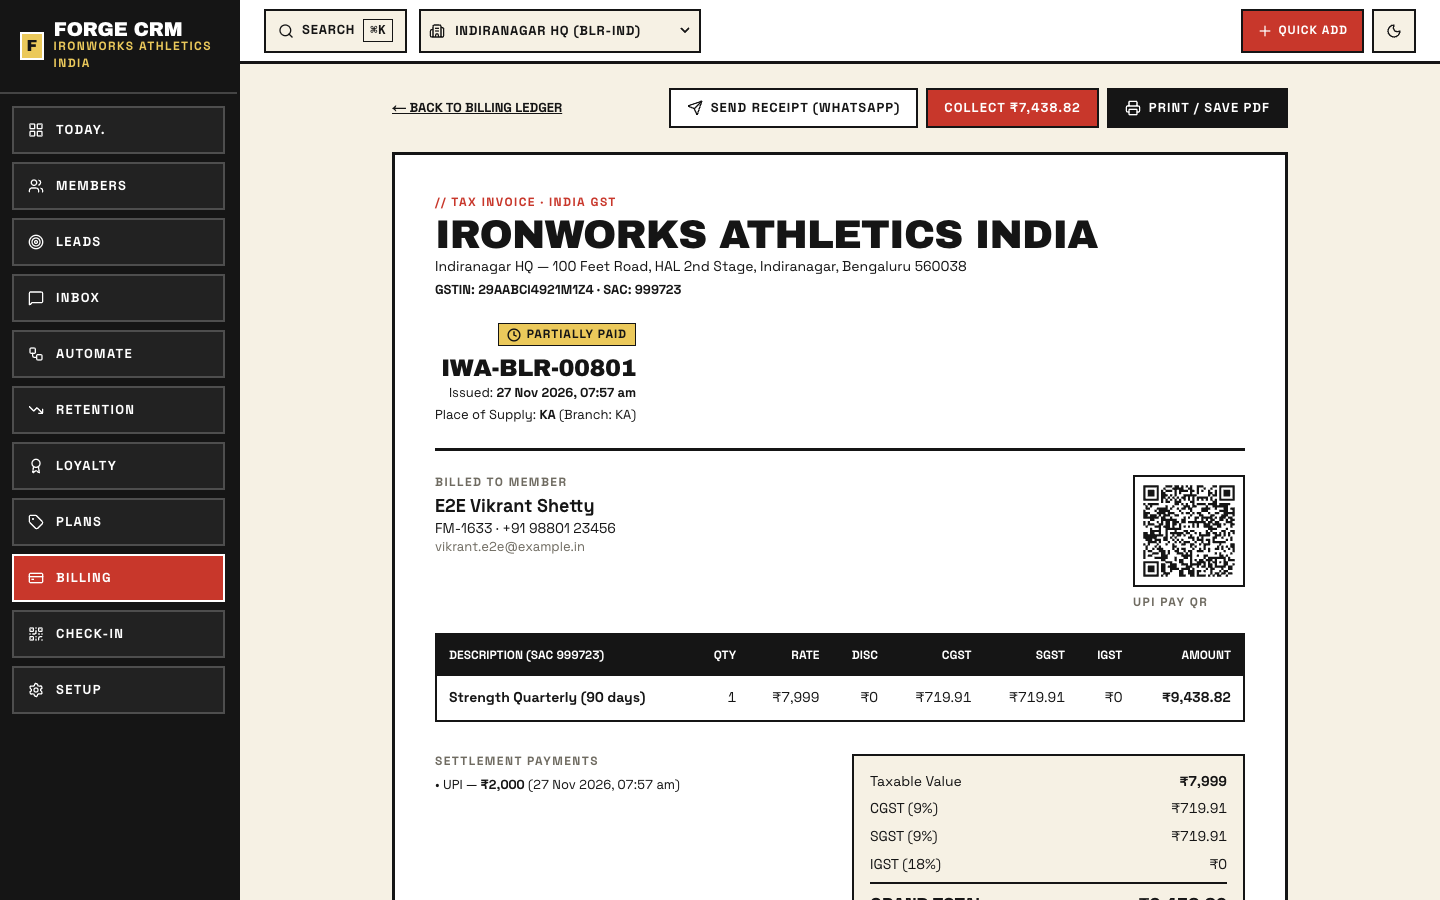 F
FORGE CRM
IRONWORKS ATHLETICS
INDIA
TODAY.
MEMBERS
LEADS
INBOX
AUTOMATE
RETENTION
LOYALTY
PLANS
BILLING
CHECK-IN
SETUP
SEARCH ⌘K
INDIRANAGAR HQ (BLR-IND)
+ QUICK ADD
← BACK TO BILLING LEDGER
SEND RECEIPT (WHATSAPP)
COLLECT ₹7,438.82
PRINT / SAVE PDF
// TAX INVOICE · INDIA GST
IRONWORKS ATHLETICS INDIA
Indiranagar HQ — 100 Feet Road, HAL 2nd Stage, Indiranagar, Bengaluru 560038
GSTIN: 29AABCI4921M1Z4 · SAC: 999723
PARTIALLY PAID
IWA-BLR-00801
Issued: 27 Nov 2026, 07:57 am
Place of Supply: KA (Branch: KA)
BILLED TO MEMBER
E2E Vikrant Shetty
FM-1633 · +91 98801 23456
vikrant.e2e@example.in
UPI PAY QR
DESCRIPTION (SAC 999723) QTY RATE DISC CGST SGST IGST AMOUNT
Strength Quarterly (90 days) 1 ₹7,999 ₹0 ₹719.91 ₹719.91 ₹0 ₹9,438.82
SETTLEMENT PAYMENTS
• UPI — ₹2,000 (27 Nov 2026, 07:57 am)
Taxable Value ₹7,999
CGST (9%) ₹719.91
SGST (9%) ₹719.91
IGST (18%) ₹0